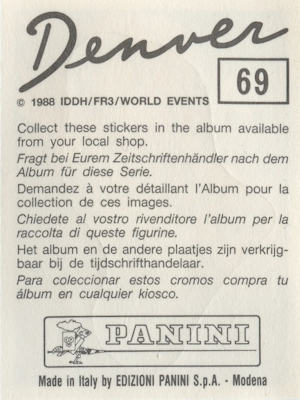 Denver
69
© 1988 IDDH/FR3/WORLD EVENTS
Collect these stickers in the album available
from your local shop.
Fragt bei Eurem Zeitschriftenhändler nach dem
Album für diese Serie.
Demandez à votre détaillant l'Album pour la
collection de ces images.
Chiedete al vostro rivenditore l'album per la
raccolta di queste figurine.
Het album en de andere plaatjes zijn verkrijg-
baar bij de tijdschrifthandelaar.
Para coleccionar estos cromos compra tu
álbum en cualquier kiosco.
PANINI
Made in Italy by EDIZIONI PANINI S.p.A. - Modena